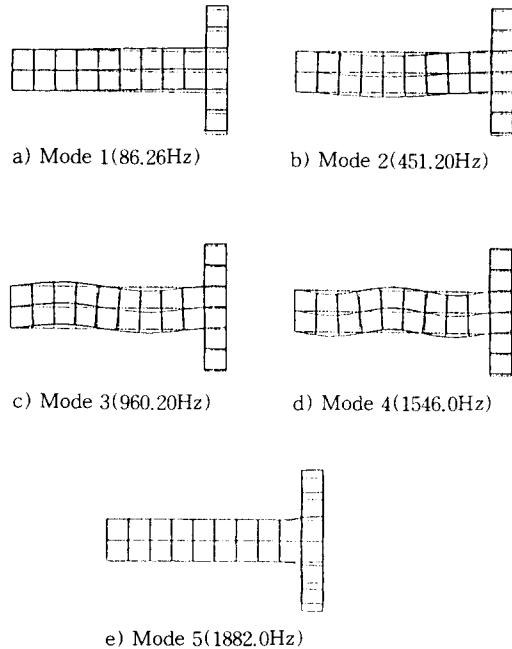 a) Mode 1(86.26Hz)
b) Mode 2(451.20Hz)
c) Mode 3(960.20Hz)
d) Mode 4(1546.0Hz)
e) Mode 5(1882.0Hz)